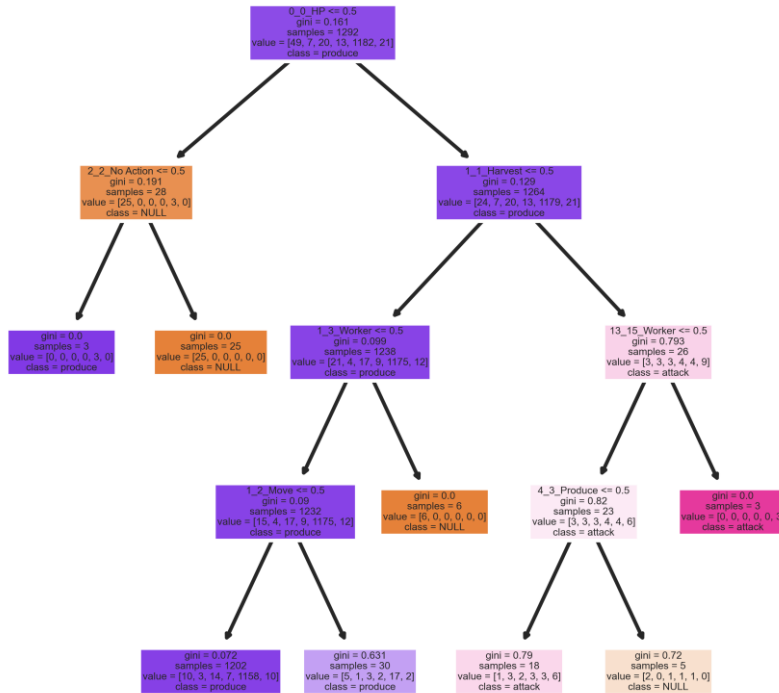 0_0_HP <= 0.5
gini = 0.161
samples = 1292
value = [49, 7, 20, 13, 1182, 21]
class = produce
2_2_No Action <= 0.5
gini = 0.191
samples = 28
value = [25, 0, 0, 0, 3, 0]
class = NULL
1_1_Harvest <= 0.5
gini = 0.129
samples = 1264
value = [24, 7, 20, 13, 1179, 21]
class = produce
gini = 0.0
samples = 3
value = [0, 0, 0, 0, 3, 0]
class = produce
gini = 0.0
samples = 25
value = [25, 0, 0, 0, 0, 0]
class = NULL
1_3_Worker <= 0.5
gini = 0.099
samples = 1238
value = [21, 4, 17, 9, 1175, 12]
class = produce
13_15_Worker <= 0.5
gini = 0.793
samples = 26
value = [3, 3, 3, 4, 4, 9]
class = attack
1_2_Move <= 0.5
gini = 0.09
samples = 1232
value = [15, 4, 17, 9, 1175, 12]
class = produce
gini = 0.0
samples = 6
value = [6, 0, 0, 0, 0, 0]
class = NULL
4_3_Produce <= 0.5
gini = 0.82
samples = 23
value = [3, 3, 3, 4, 4, 6]
class = attack
gini = 0.0
samples = 3
value = [0, 0, 0, 0, 0, 3
class = attack
gini = 0.072
samples = 1202
value = [10, 3, 14, 7, 1158, 10]
class = produce
gini = 0.631
samples = 30
value = [5, 1, 3, 2, 17, 2]
class = produce
gini = 0.79
samples = 18
value = [1, 3, 2, 3, 3, 6]
class = attack
gini = 0.72
samples = 5
value = [2, 0, 1, 1, 1, 0]
class = NULL